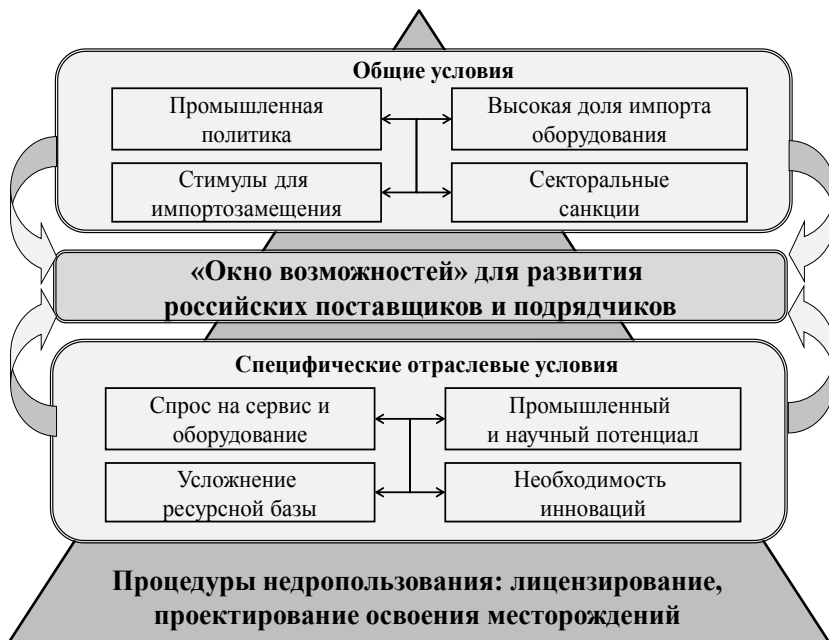 Общие условия
Промышленная
политика
Высокая доля импорта
оборудования
Стимулы для
импортозамещения
Секторальные
санкции
«Окно возможностей» для развития
российских поставщиков и подрядчиков
Специфические отраслевые условия
Спрос на сервис и
оборудование
Промышленный
и научный потенциал
Усложнение
ресурсной базы
Необходимость
инноваций
Процедуры недропользования: лицензирование,
проектирование освоения месторождений